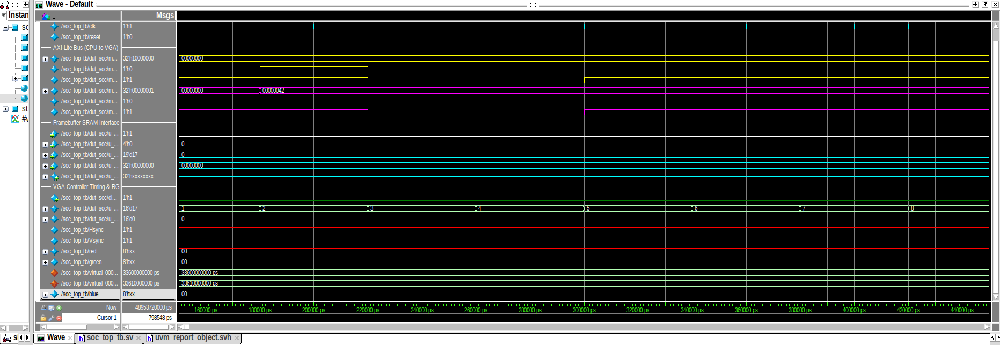 Wave - Default
Instan
Msgs
sc
/soc_top_tb/clk 1'h1
/soc_top_tb/reset 1'h0
AXI-Lite Bus (CPU to VGA)
/soc_top_tb/dut_soc/m... 32'h10000000 00000000
/soc_top_tb/dut_soc/m... 1'h0
/soc_top_tb/dut_soc/m... 1'h1
/soc_top_tb/dut_soc/m... 32'h00000001 00000000 00000042
/soc_top_tb/dut_soc/m... 1'h0
/soc_top_tb/dut_soc/m... 1'h1
st
#v
Framebuffer SRAM Interface
/soc_top_tb/dut_soc/u_... 1'h1
/soc_top_tb/dut_soc/u_... 4'h0 0
/soc_top_tb/dut_soc/u_... 19'd17 0
/soc_top_tb/dut_soc/u_... 32'h00000000 00000000
/soc_top_tb/dut_soc/u_... 32'hxxxxxxxx
VGA Controller Timing & RG
/soc_top_tb/dut_soc/di... 1'h1
/soc_top_tb/dut_soc/u_... 16'd17 1 2 3 4 5 6 7 8
/soc_top_tb/dut_soc/u_... 16'd0 0
/soc_top_tb/Hsync 1'h1
/soc_top_tb/Vsync 1'h1
/soc_top_tb/red 8'hxx 00
/soc_top_tb/green 8'hxx 00
/soc_top_tb/virtual_000... 33600000000 ps 33600000000 ps
/soc_top_tb/virtual_000... 33610000000 ps 33610000000 ps
/soc_top_tb/blue 8'hxx 00
Now 48953720000 ps 160000 ps 180000 ps 200000 ps 220000 ps 240000 ps 260000 ps 280000 ps 300000 ps 320000 ps 340000 ps 360000 ps 380000 ps 400000 ps 420000 ps 440000 ps
Cursor 1 798548 ps
si Wave soc_top_tb.sv uvm_report_object.svh